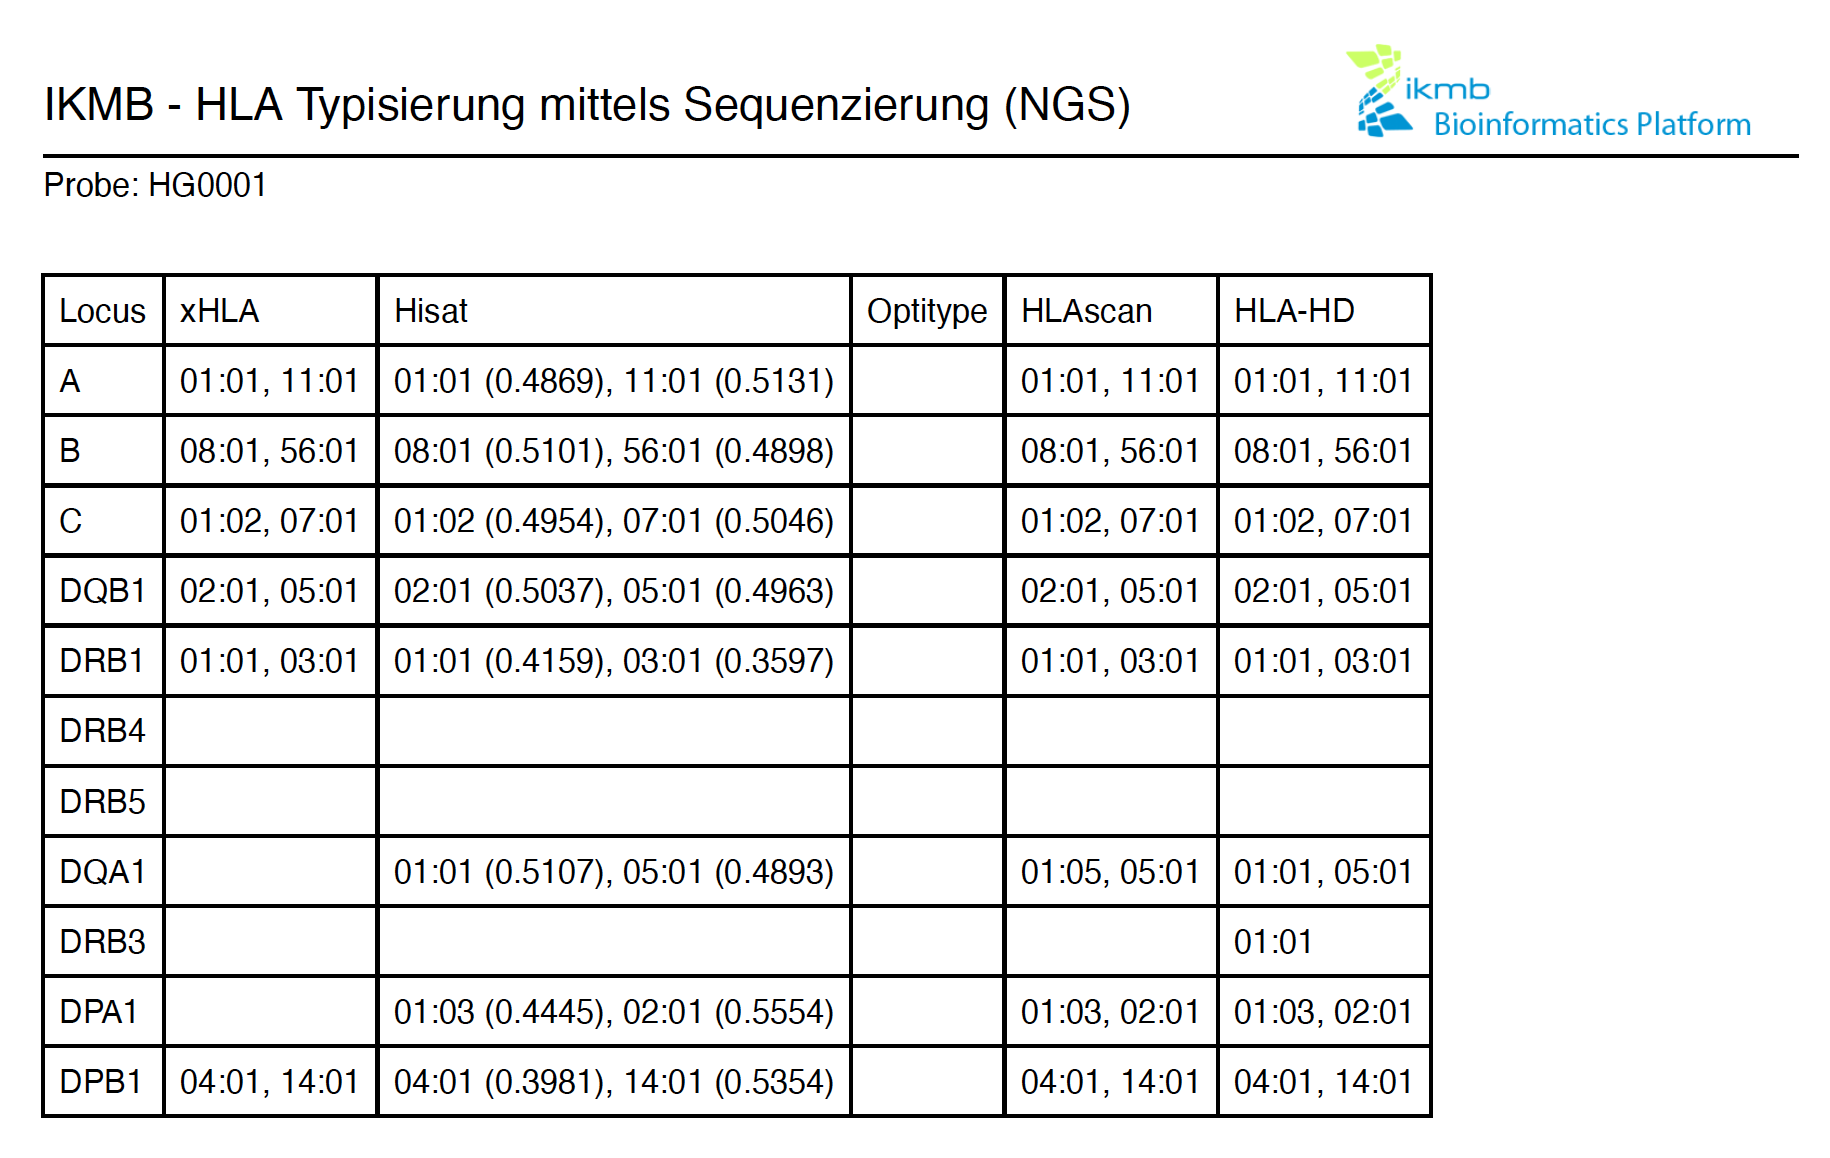 IKMB - HLA Typisierung mittels Sequenzierung (NGS)
ikmb
Bioinformatics Platform
Probe: HG0001
Locus xHLA Hisat Optitype HLAscan HLA-HD
A 01:01, 11:01 01:01 (0.4869), 11:01 (0.5131) 01:01, 11:01 01:01, 11:01
B 08:01, 56:01 08:01 (0.5101), 56:01 (0.4898) 08:01, 56:01 08:01, 56:01
C 01:02, 07:01 01:02 (0.4954), 07:01 (0.5046) 01:02, 07:01 01:02, 07:01
DQB1 02:01, 05:01 02:01 (0.5037), 05:01 (0.4963) 02:01, 05:01 02:01, 05:01
DRB1 01:01, 03:01 01:01 (0.4159), 03:01 (0.3597) 01:01, 03:01 01:01, 03:01
DRB4
DRB5
DQA1 01:01 (0.5107), 05:01 (0.4893) 01:05, 05:01 01:01, 05:01
DRB3 01:01
DPA1 01:03 (0.4445), 02:01 (0.5554) 01:03, 02:01 01:03, 02:01
DPB1 04:01, 14:01 04:01 (0.3981), 14:01 (0.5354) 04:01, 14:01 04:01, 14:01